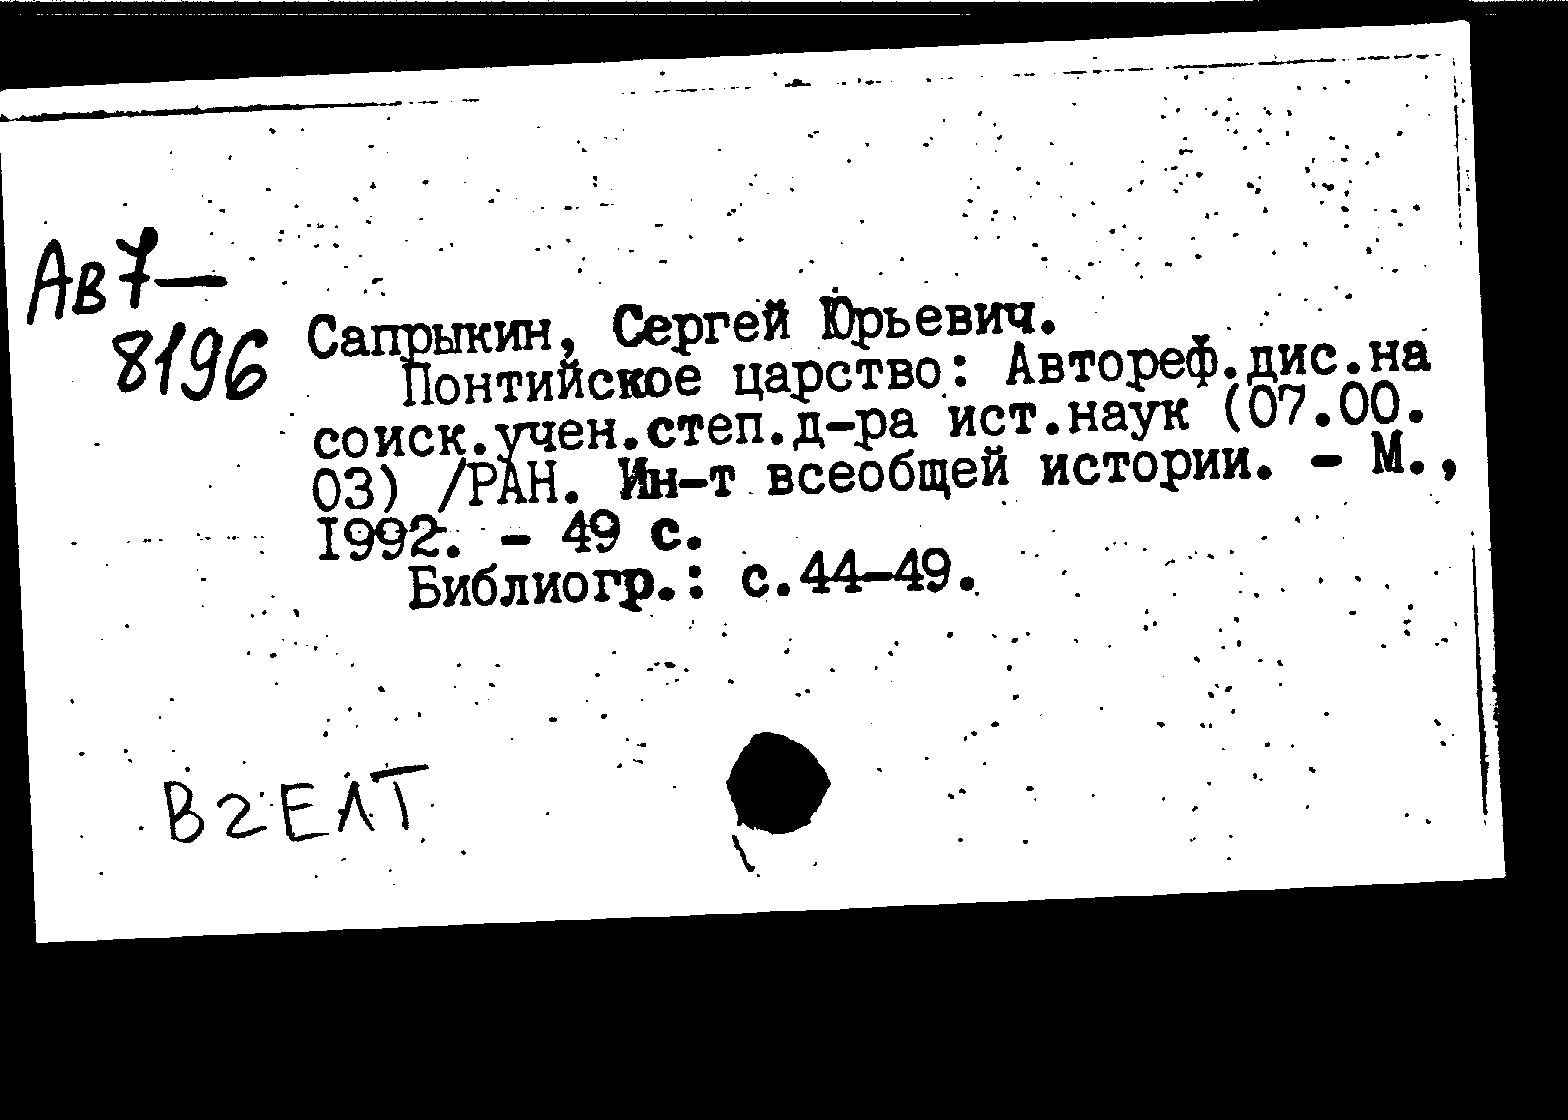 Ав7—
8196
Сапрыкин, Сергей Юрьевич.
Понтийское царство: Автореф.дис.на
соиск.учен.степ.д-ра ист.наук (07.00.
03) /РАН. Ин-т всеобщей истории. - М.,
1992. - 49 с.
Библиогр.: с.44-49.
В2ЕЛТ